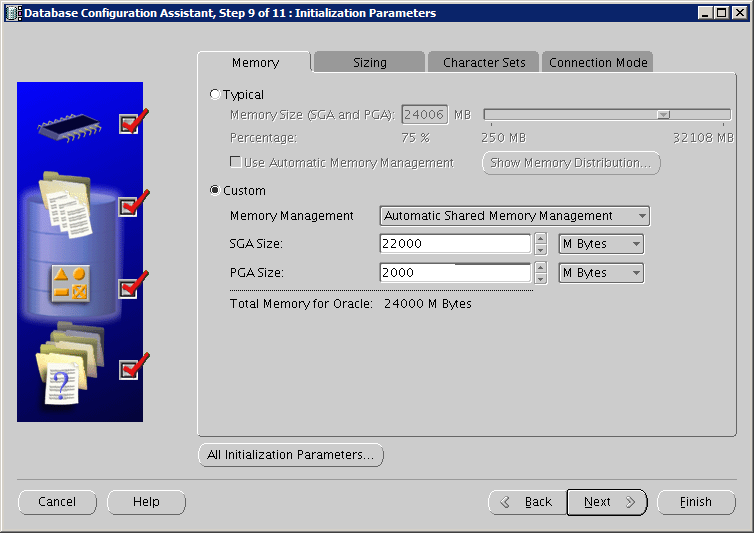 Database Configuration Assistant, Step 9 of 11 : Initialization Parameters
Memory Sizing Character Sets Connection Mode
Typical
Memory Size (SGA and PGA): 24006 MB
Percentage: 75 % 250 MB 32108 MB
Use Automatic Memory Management Show Memory Distribution...
Custom
Memory Management Automatic Shared Memory Management
SGA Size: 22000 M Bytes
PGA Size: 2000 M Bytes
Total Memory for Oracle: 24000 M Bytes
?
All Initialization Parameters...
Cancel Help Back Next Finish